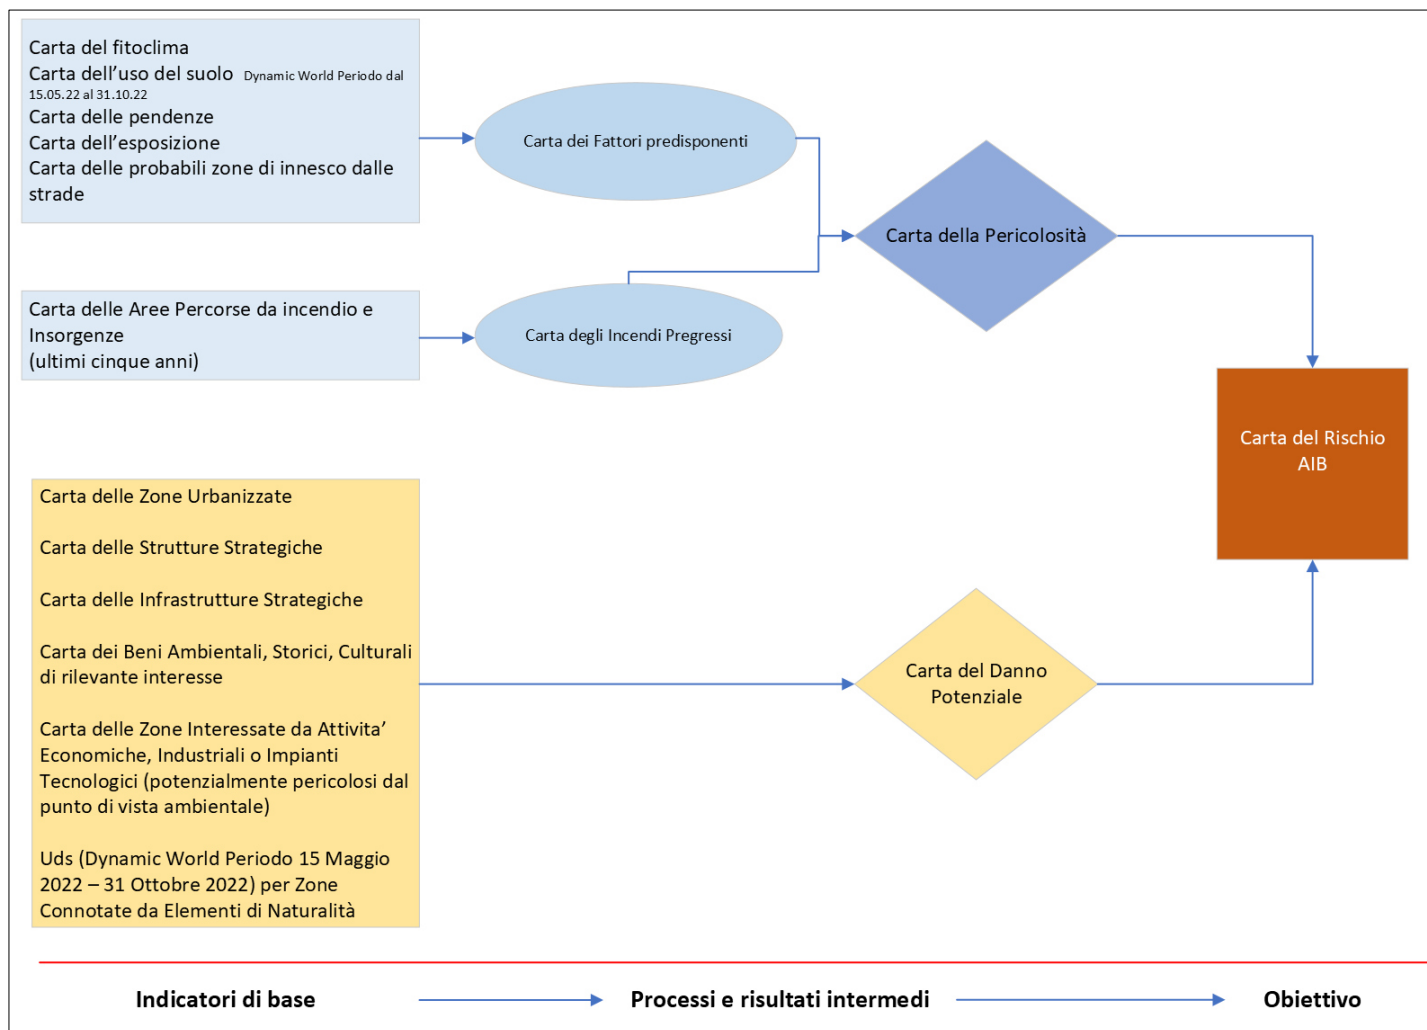 Carta del fitoclima
Carta dell’uso del suolo Dynamic World Periodo dal
15.05.22 al 31.10.22
Carta delle pendenze
Carta dell’esposizione
Carta delle probabili zone di innesco dalle
strade
Carta dei Fattori predisponenti
Carta della Pericolosità
Carta delle Aree Percorse da incendio e
Insorgenze
(ultimi cinque anni)
Carta degli Incendi Pregressi
Carta del Rischio
AIB
Carta delle Zone Urbanizzate
Carta delle Strutture Strategiche
Carta delle Infrastrutture Strategiche
Carta dei Beni Ambientali, Storici, Culturali
di rilevante interesse
Carta delle Zone Interessate da Attivita’
Economiche, Industriali o Impianti
Tecnologici (potenzialmente pericolosi dal
punto di vista ambientale)
Uds (Dynamic World Periodo 15 Maggio
2022 – 31 Ottobre 2022) per Zone
Connotate da Elementi di Naturalità
Carta del Danno
Potenziale
Indicatori di base
Processi e risultati intermedi
Obiettivo